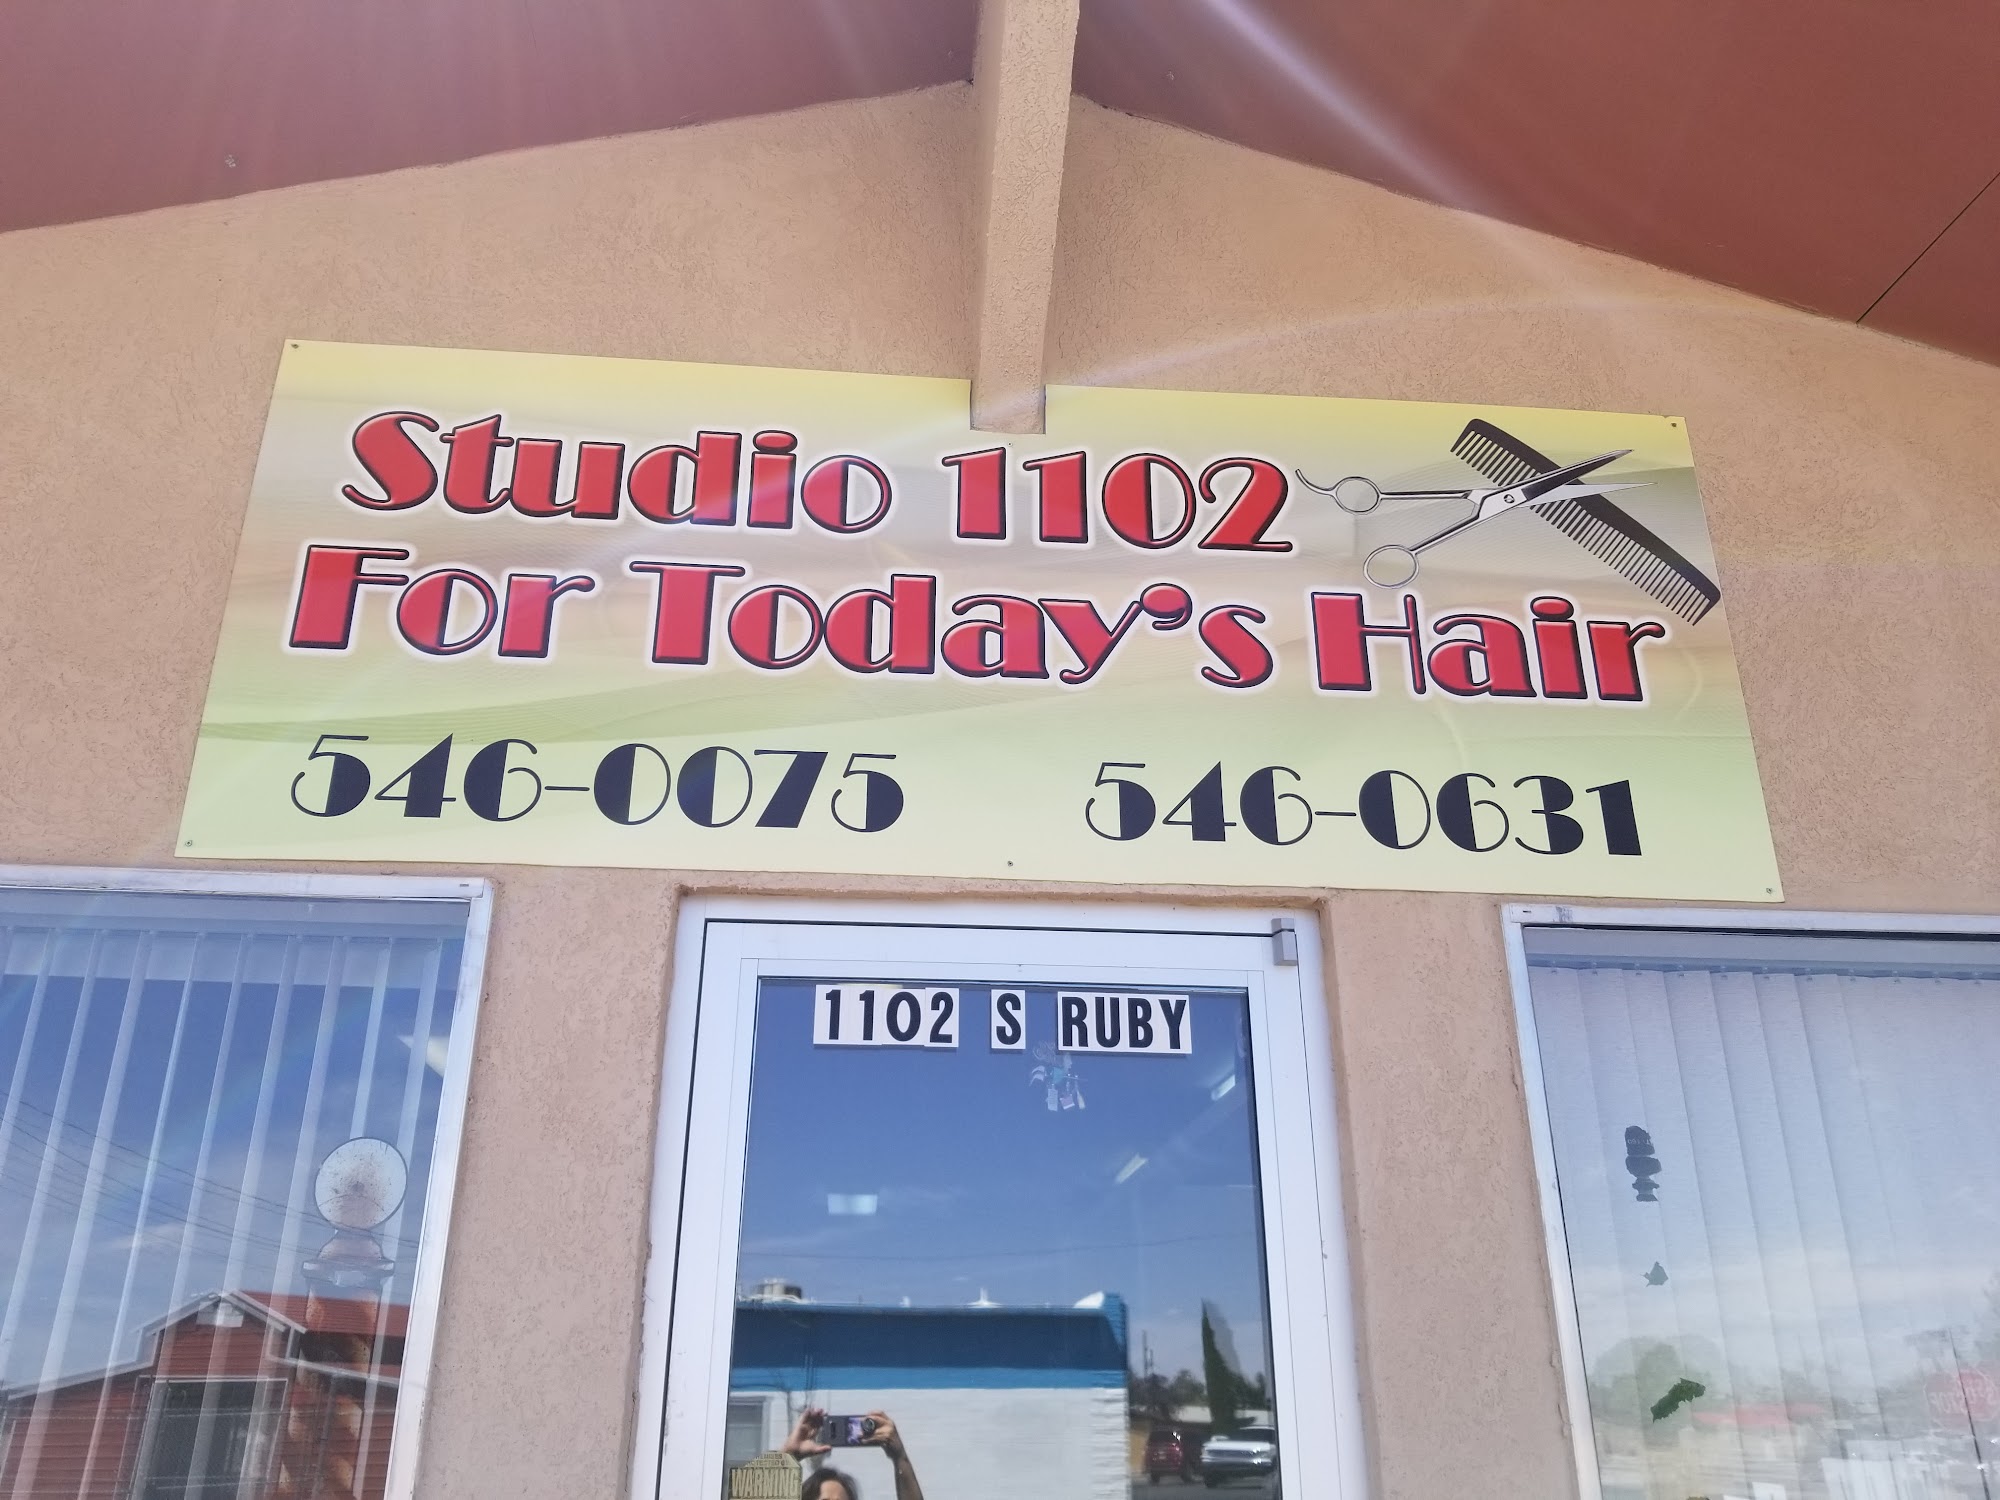 Studio 1102
For Today's Hair
546-0075 546-0631
1102 S RUBY
WARNING